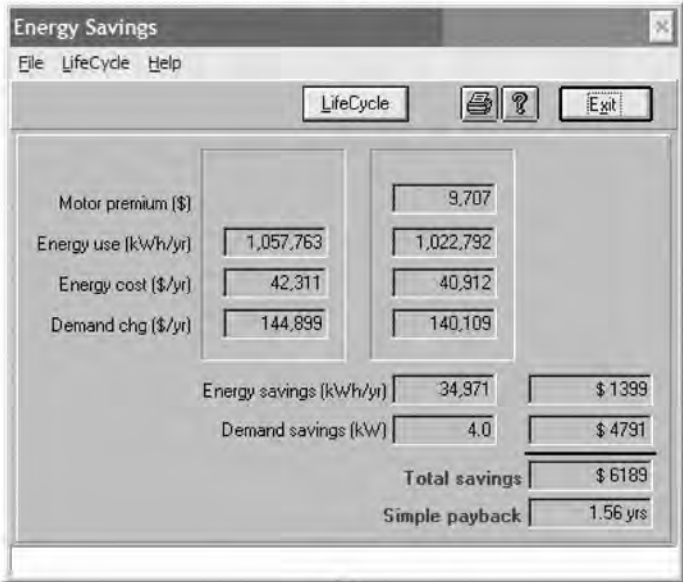 Energy Savings
File LifeCycle Help
LifeCycle ? Exit
Motor premium ($) 9,707
Energy use (kWh/yr) 1,057,763 1,022,792
Energy cost ($/yr) 42,311 40,912
Demand chg ($/yr) 144,899 140,109
Energy savings (kWh/yr) 34,971 $ 1399
Demand savings (kW) 4.0 $ 4791
Total savings $ 6189
Simple payback 1.56 yrs